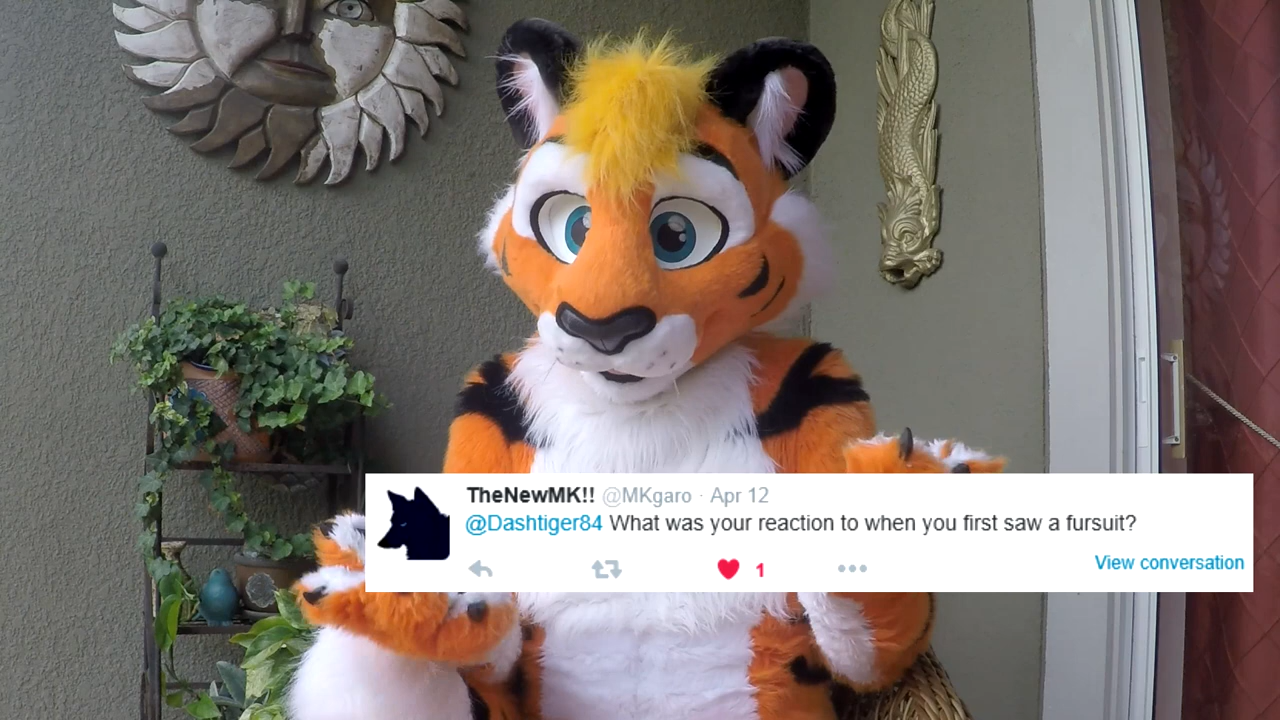 TheNewMK!! @MKgaro · Apr 12
@Dashtiger84 What was your reaction to when you first saw a fursuit?
1
View conversation